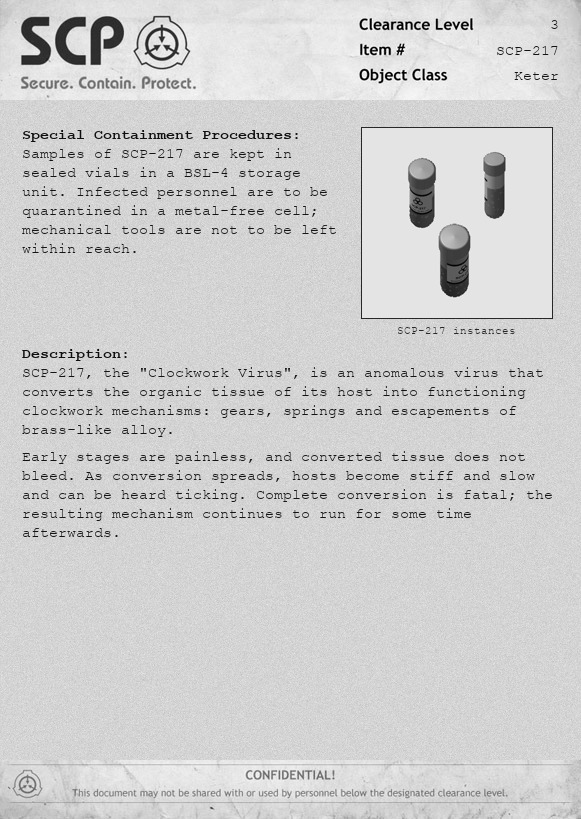 SCP
Secure. Contain. Protect.
Clearance Level 3
Item # SCP-217
Object Class Keter
Special Containment Procedures:
Samples of SCP-217 are kept in
sealed vials in a BSL-4 storage
unit. Infected personnel are to be
quarantined in a metal-free cell;
mechanical tools are not to be left
within reach.
SCP-217 instances
Description:
SCP-217, the "Clockwork Virus", is an anomalous virus that
converts the organic tissue of its host into functioning
clockwork mechanisms: gears, springs and escapements of
brass-like alloy.
Early stages are painless, and converted tissue does not
bleed. As conversion spreads, hosts become stiff and slow
and can be heard ticking. Complete conversion is fatal; the
resulting mechanism continues to run for some time
afterwards.
CONFIDENTIAL!
This document may not be shared with or used by personnel below the designated clearance level.